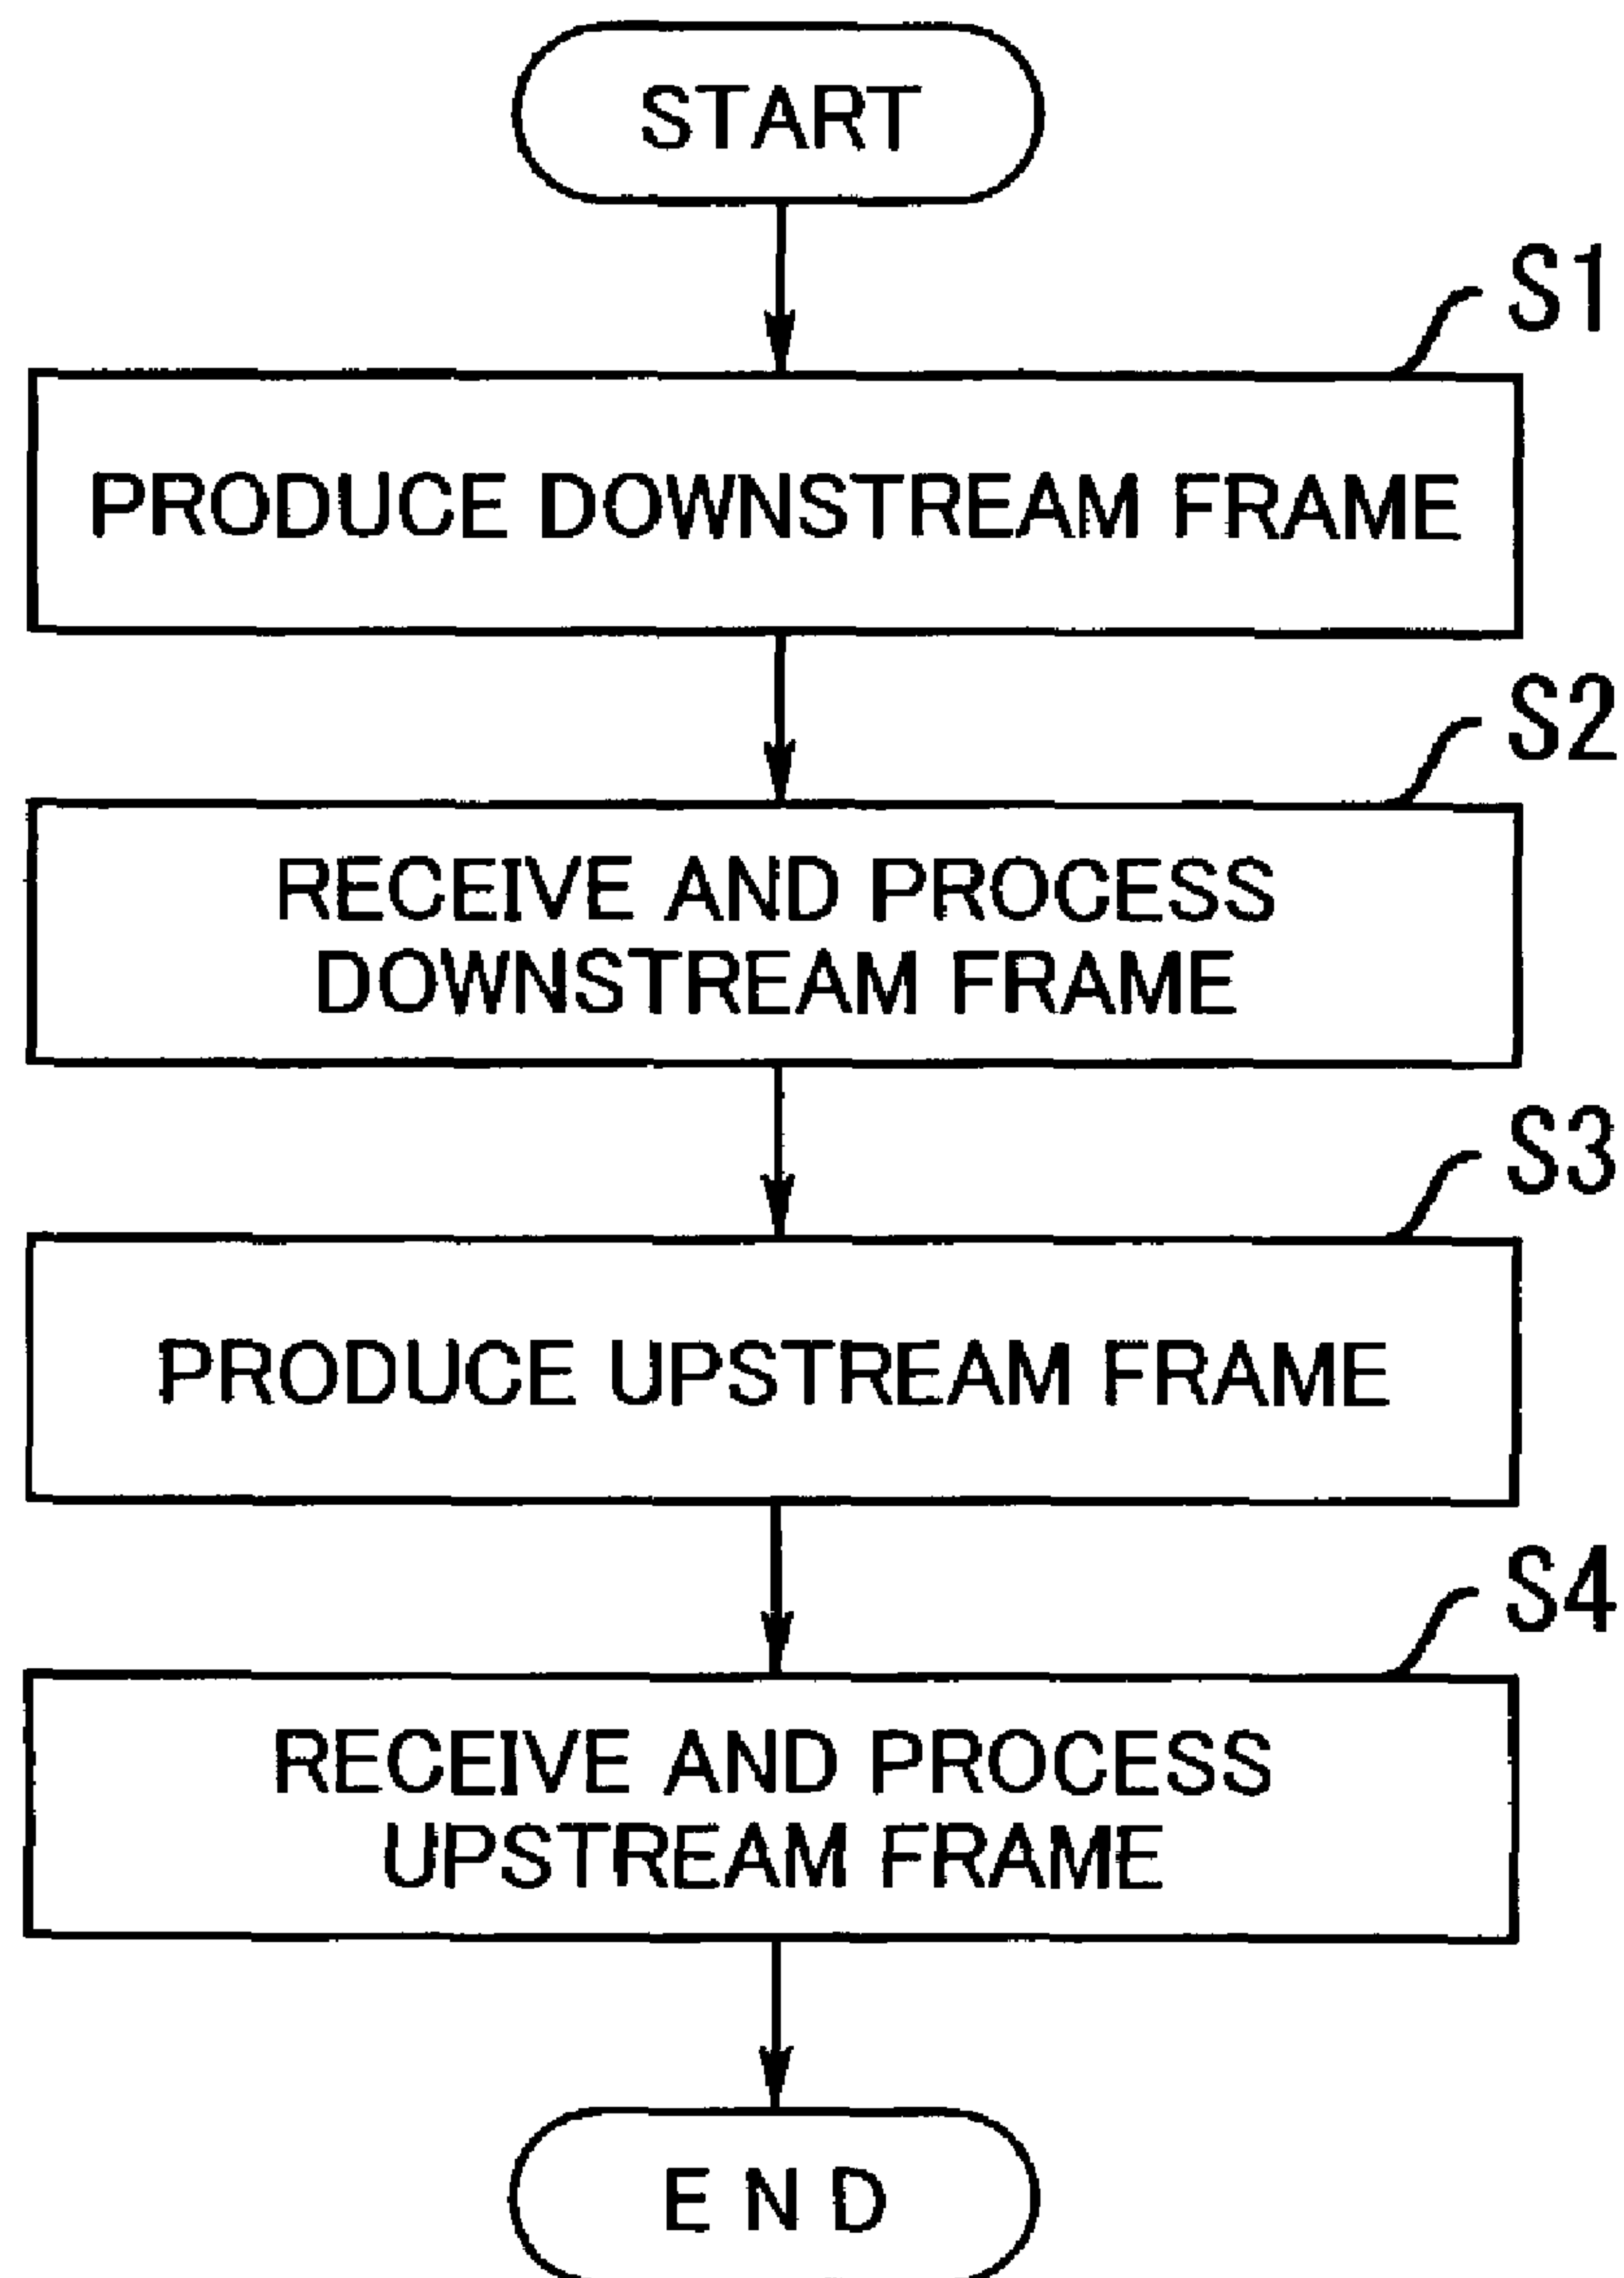 START
S1
PRODUCE DOWNSTREAM FRAME
S2
RECEIVE AND PROCESS
DOWNSTREAM FRAME
S3
PRODUCE UPSTREAM FRAME
S4
RECEIVE AND PROCESS
UPSTREAM FRAME
END